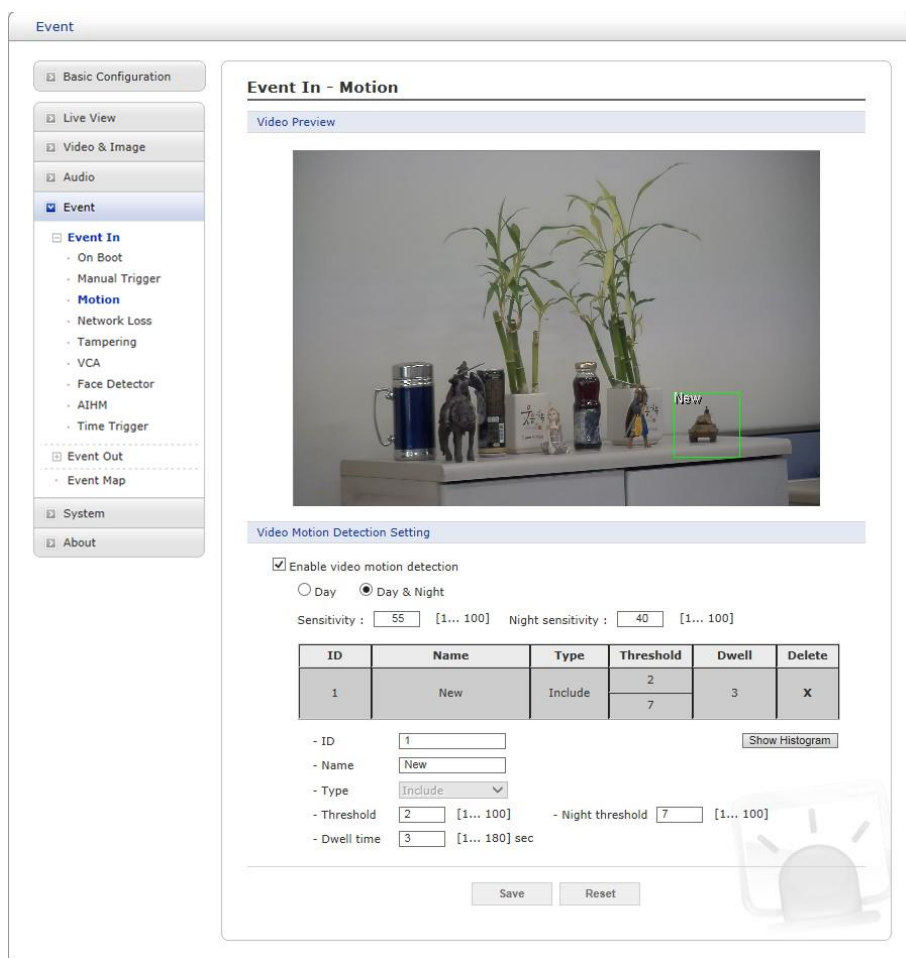 Event
Basic Configuration
Live View
Video & Image
Audio
Event
Event In
On Boot
Manual Trigger
Motion
Network Loss
Tampering
VCA
Face Detector
AIHM
Time Trigger
Event Out
Event Map
System
About
Event In - Motion
Video Preview
New
Video Motion Detection Setting
Enable video motion detection
Day Day & Night
Sensitivity : 55 [1... 100] Night sensitivity : 40 [1... 100]
ID Name Type Threshold Dwell Delete
1 New Include 2 7 3 X
- ID 1 Show Histogram
- Name New
- Type Include
- Threshold 2 [1... 100] - Night threshold 7 [1... 100]
- Dwell time 3 [1... 180] sec
Save Reset